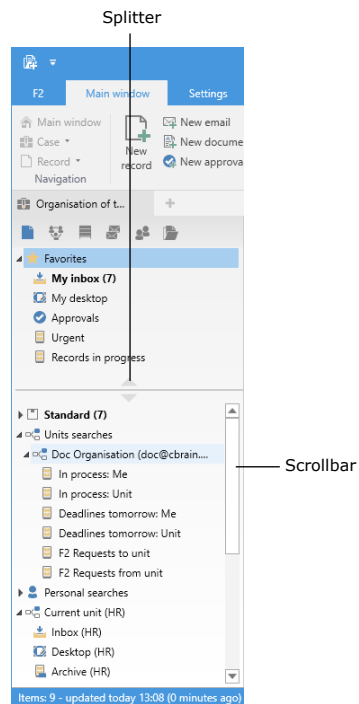 Splitter
F2 Main window Settings
Main window
Case
Record
Navigation
New
record
New email
New docume
New approva
Organisation of t... +
Favorites
My inbox (7)
My desktop
Approvals
Urgent
Records in progress
Standard (7)
Units searches
Doc Organisation (doc@cbrain....
Scrollbar
In process: Me
In process: Unit
Deadlines tomorrow: Me
Deadlines tomorrow: Unit
F2 Requests to unit
F2 Requests from unit
Personal searches
Current unit (HR)
Inbox (HR)
Desktop (HR)
Archive (HR)
Items: 9 - updated today 13:08 (0 minutes ago)